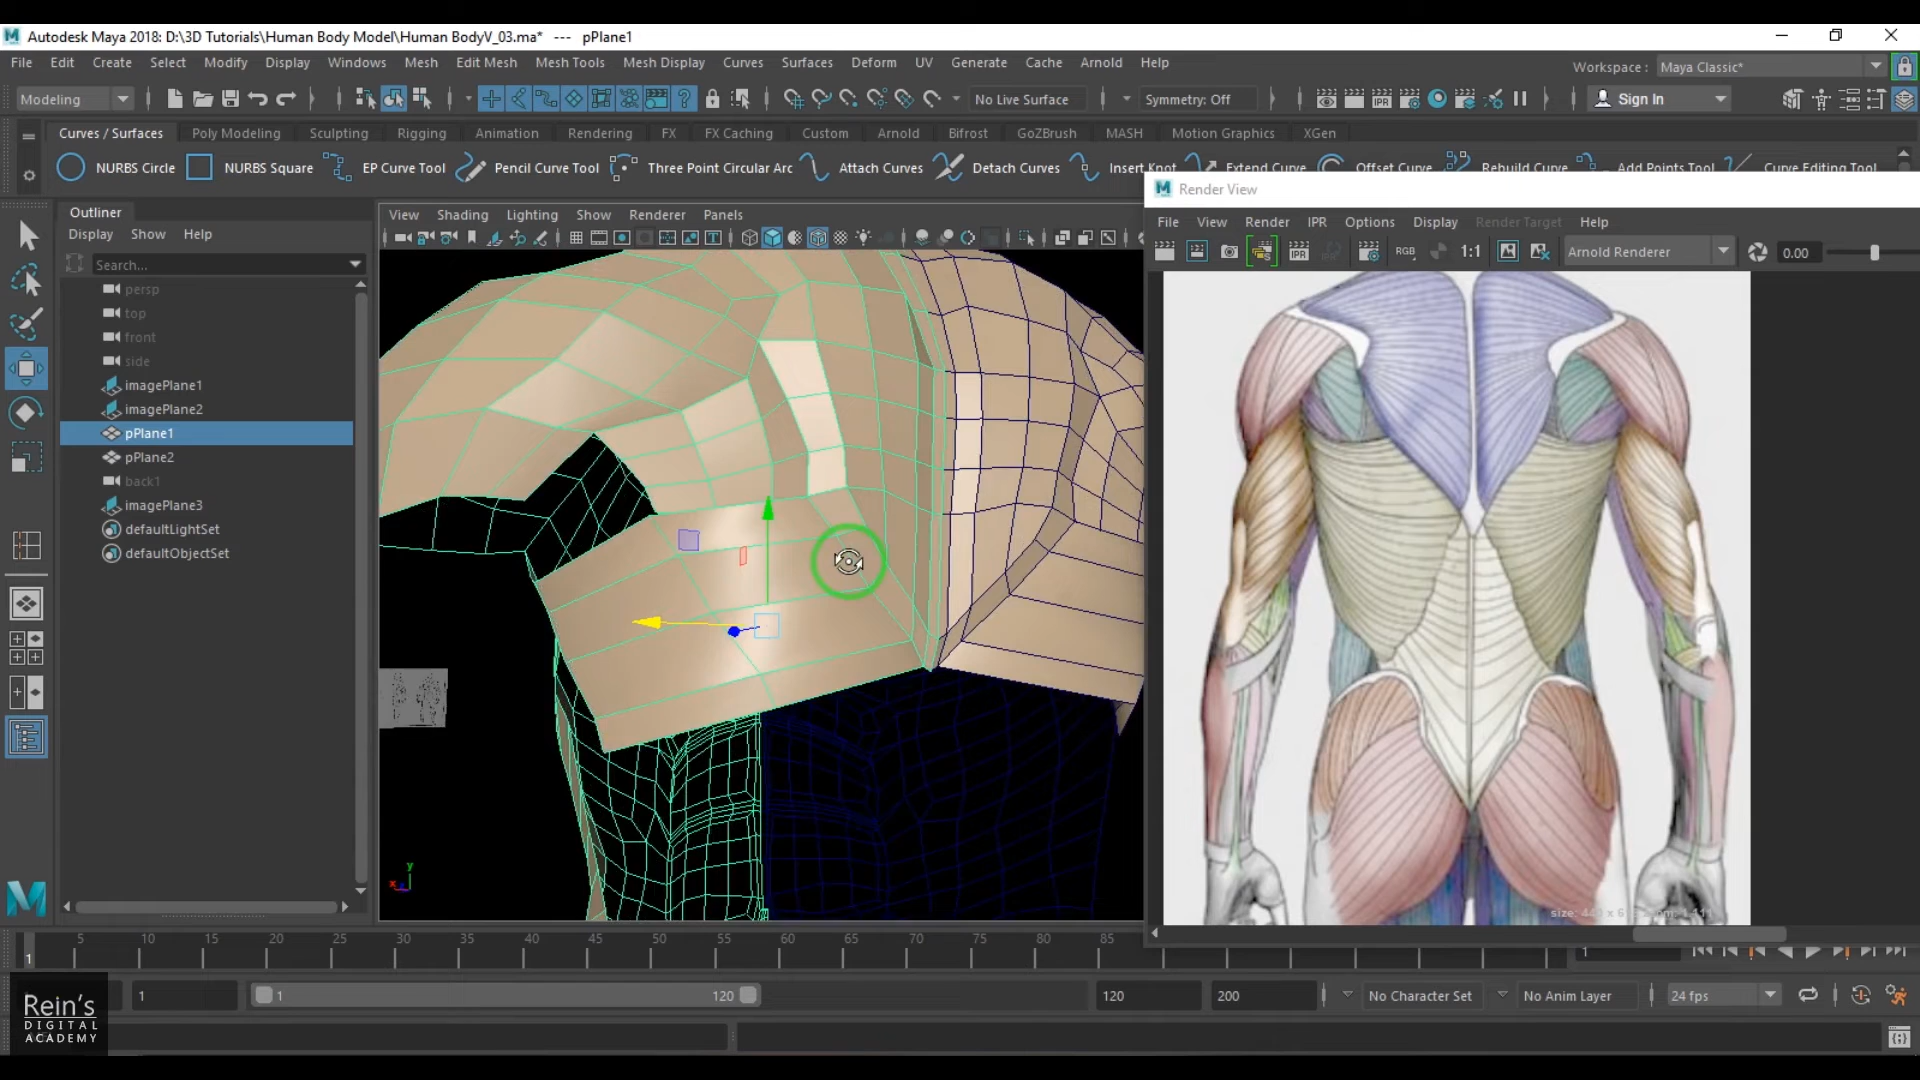 Autodesk Maya 2018: D:\3D Tutorials\Human Body Model\Human BodyV_03.ma* --- pPlane1
File Edit Create Select Modify Display Windows Mesh Edit Mesh Mesh Tools Mesh Display Curves Surfaces Deform UV Generate Cache Arnold Help
Workspace : Maya Classic*
Modeling No Live Surface Symmetry: Off Sign In
Curves / Surfaces Poly Modeling Sculpting Rigging Animation Rendering FX FX Caching Custom Arnold Bifrost GoZBrush MASH Motion Graphics XGen
NURBS Circle NURBS Square EP Curve Tool Pencil Curve Tool Three Point Circular Arc Attach Curves Detach Curves Insert Knot Extend Curve Offset Curve Rebuild Curve Add Points Tool Curve Editing Tool
Render View
Outliner
View Shading Lighting Show Renderer Panels
File View Render IPR Options Display Render Target Help
Display Show Help
IPR RGB 1:1 Arnold Renderer 0.00
Search...
persp
top
front
side
imagePlane1
imagePlane2
pPlane1
pPlane2
back1
imagePlane3
defaultLightSet
defaultObjectSet
y
x
5 10 15 20 25 30 35 40 45 50 55 60 65 70 75 80 85
1 1
1 1 120 120 200 No Character Set No Anim Layer 24 fps
Rein's
DIGITAL
ACADEMY